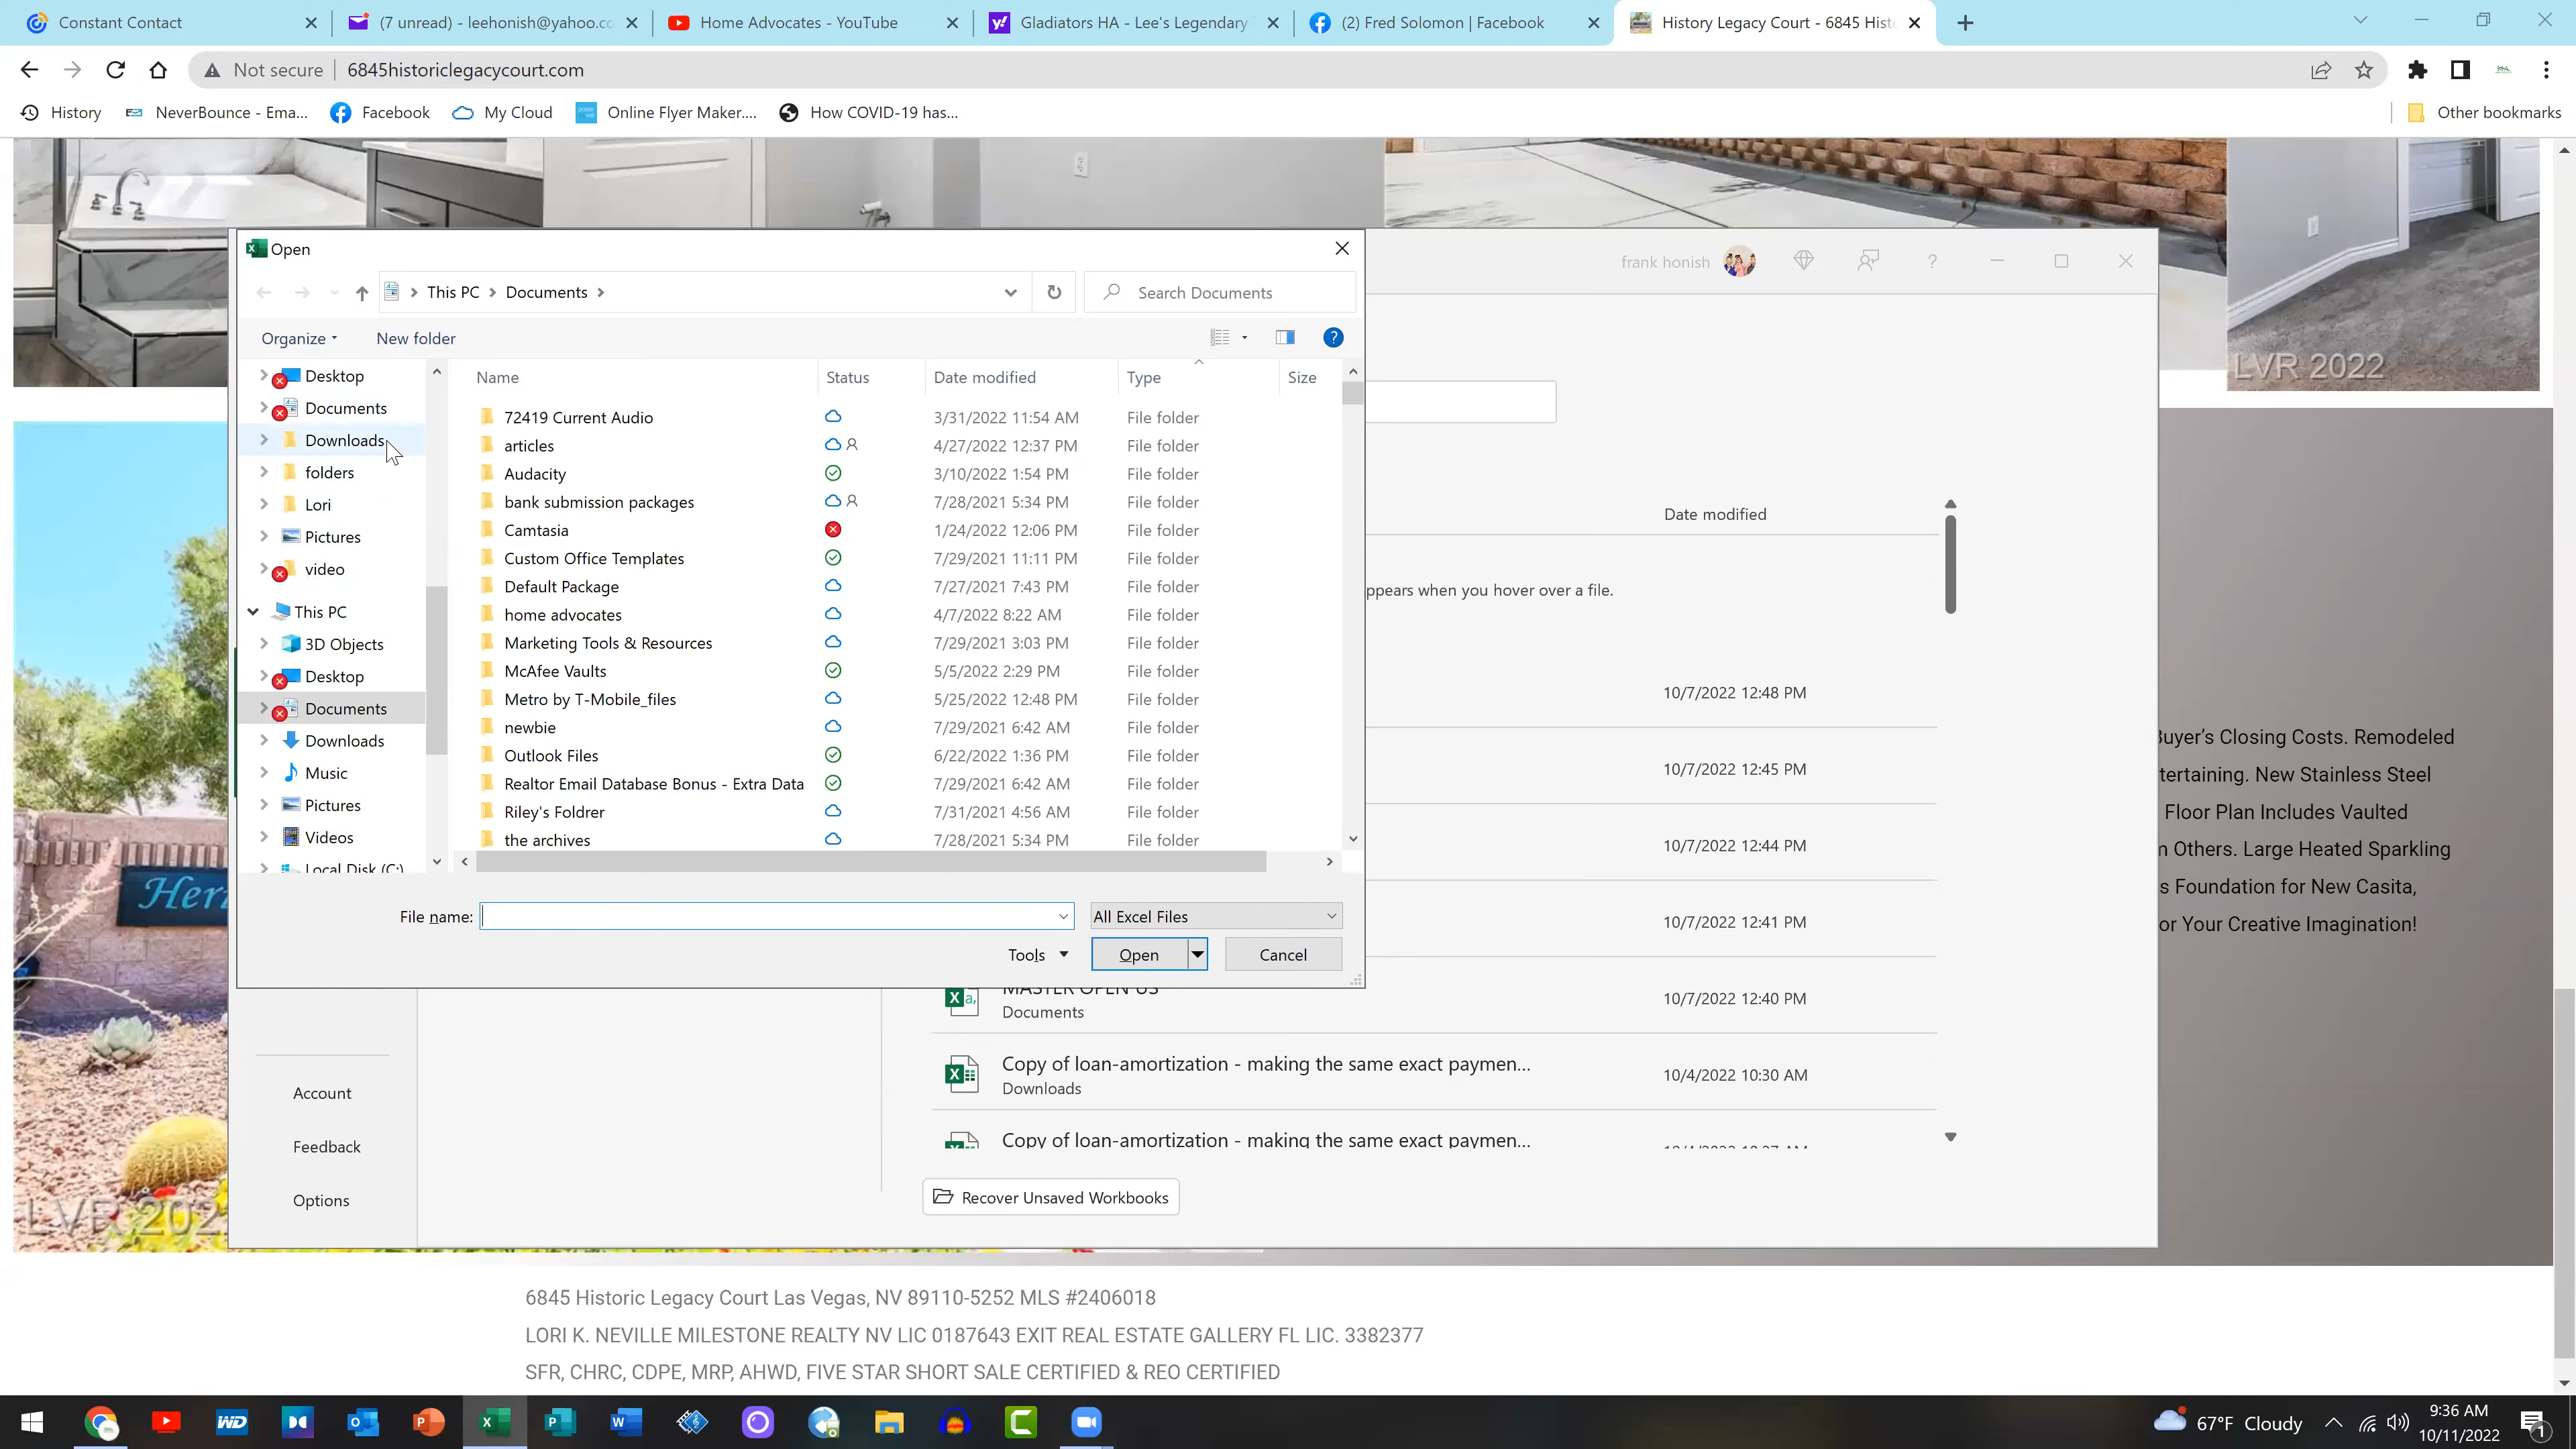 Constant Contact
(7 unread) - leehonish@yahoo.co
Home Advocates - YouTube
Gladiators HA - Lee's Legendary
(2) Fred Solomon | Facebook
History Legacy Court - 6845 Hist
Not secure
6845historiclegacycourt.com
History
NeverBounce - Ema...
Facebook
My Cloud
Online Flyer Maker....
How COVID-19 has...
Other bookmarks
LVR 2022
Open
frank honish
This PC > Documents >
Search Documents
Organize
New folder
Desktop
Documents
Downloads
folders
Lori
Pictures
video
This PC
3D Objects
Desktop
Documents
Downloads
Music
Pictures
Videos
Local Disk (C:)
Name Status Date modified Type Size
72419 Current Audio 3/31/2022 11:54 AM File folder
articles 4/27/2022 12:37 PM File folder
Audacity 3/10/2022 1:54 PM File folder
bank submission packages 7/28/2021 5:34 PM File folder
Camtasia 1/24/2022 12:06 PM File folder
Custom Office Templates 7/29/2021 11:11 PM File folder
Default Package 7/27/2021 7:43 PM File folder
home advocates 4/7/2022 8:22 AM File folder
Marketing Tools & Resources 7/29/2021 3:03 PM File folder
McAfee Vaults 5/5/2022 2:29 PM File folder
Metro by T-Mobile_files 5/25/2022 12:48 PM File folder
newbie 7/29/2021 6:42 AM File folder
Outlook Files 6/22/2022 1:36 PM File folder
Realtor Email Database Bonus - Extra Data 7/29/2021 6:42 AM File folder
Riley's Foldrer 7/31/2021 4:56 AM File folder
the archives 7/28/2021 5:34 PM File folder
File name:
All Excel Files
Tools
Open
Cancel
Date modified
ppears when you hover over a file.
10/7/2022 12:48 PM
10/7/2022 12:45 PM
10/7/2022 12:44 PM
10/7/2022 12:41 PM
MASTER OPEN US
Documents
10/7/2022 12:40 PM
Copy of loan-amortization - making the same exact paymen...
Downloads
10/4/2022 10:30 AM
Copy of loan-amortization - making the same exact paymen...
Recover Unsaved Workbooks
Account
Feedback
Options
Buyer's Closing Costs. Remodeled
tertaining. New Stainless Steel
Floor Plan Includes Vaulted
n Others. Large Heated Sparkling
s Foundation for New Casita,
or Your Creative Imagination!
Her
LVR 202
6845 Historic Legacy Court Las Vegas, NV 89110-5252 MLS #2406018
LORI K. NEVILLE MILESTONE REALTY NV LIC 0187643 EXIT REAL ESTATE GALLERY FL LIC. 3382377
SFR, CHRC, CDPE, MRP, AHWD, FIVE STAR SHORT SALE CERTIFIED & REO CERTIFIED
67°F Cloudy
9:36 AM
10/11/2022
1